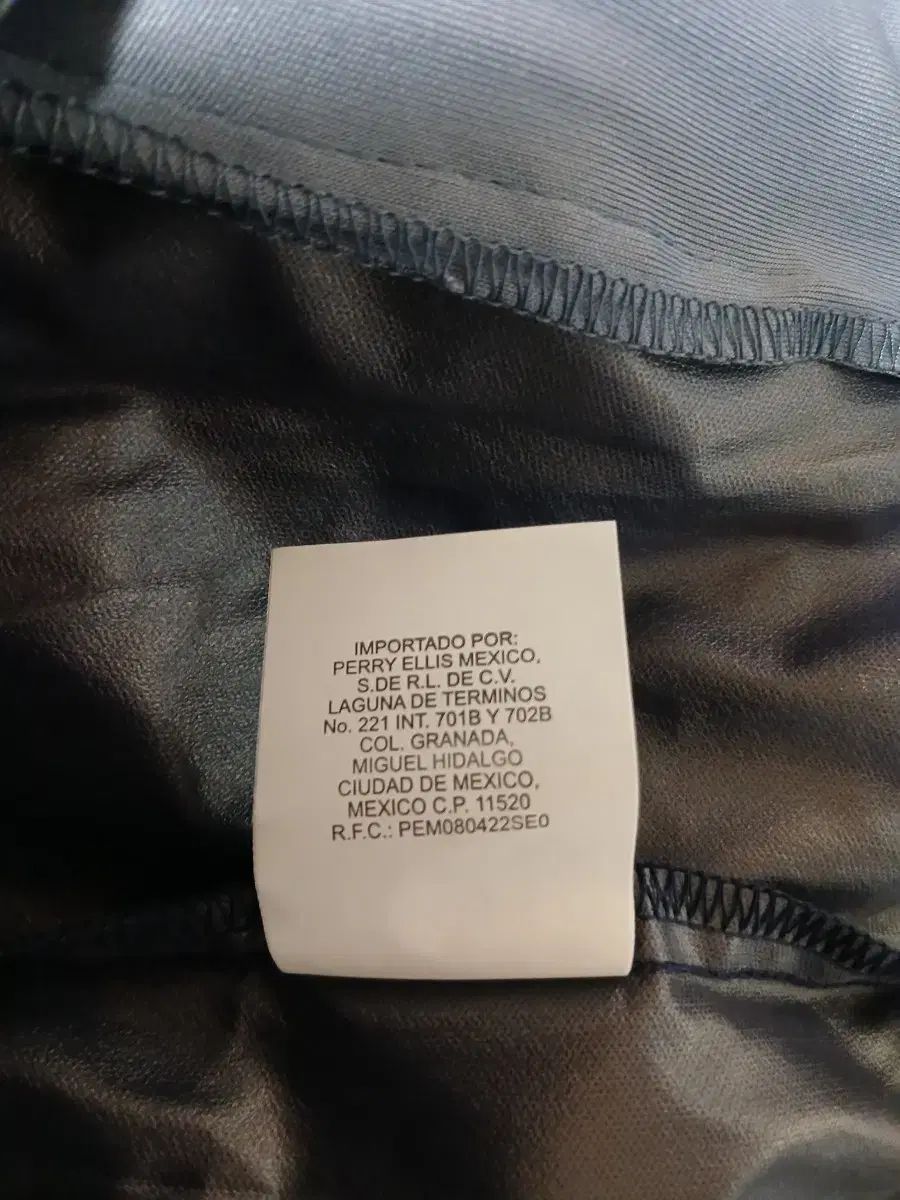 IMPORTADO POR:
PERRY ELLIS MEXICO,
S.DE R.L. DE C.V.
LAGUNA DE TERMINOS
No. 221 INT. 701B Y 702B
COL. GRANADA,
MIGUEL HIDALGO
CIUDAD DE MEXICO,
MEXICO C.P. 11520
R.F.C.: PEM080422SE0